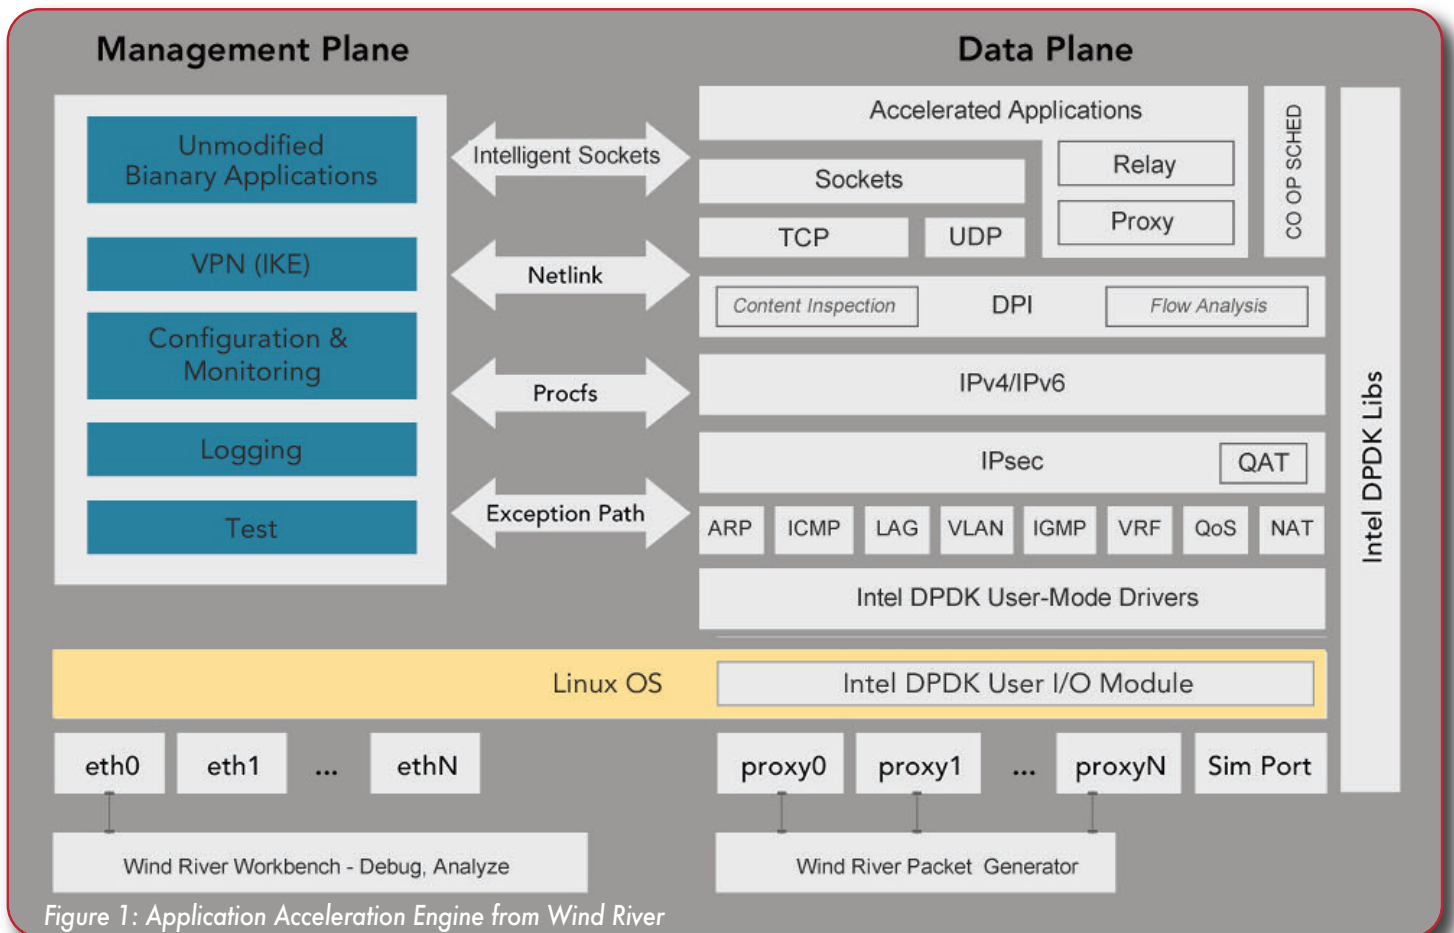 Management Plane
Data Plane
Unmodified
Bianary Applications
VPN (IKE)
Configuration &
Monitoring
Logging
Test
Intelligent Sockets
Netlink
Procfs
Exception Path
Accelerated Applications
Relay
Proxy
Sockets
TCP
UDP
CO OP SCHED
Content Inspection
DPI
Flow Analysis
IPv4/IPv6
IPsec
QAT
ARP
ICMP
LAG
VLAN
IGMP
VRF
QoS
NAT
Intel DPDK User-Mode Drivers
Intel DPDK Libs
Linux OS
Intel DPDK User I/O Module
eth0
eth1
...
ethN
proxy0
proxy1
...
proxyN
Sim Port
Wind River Workbench - Debug, Analyze
Wind River Packet Generator
Figure 1: Application Acceleration Engine from Wind River